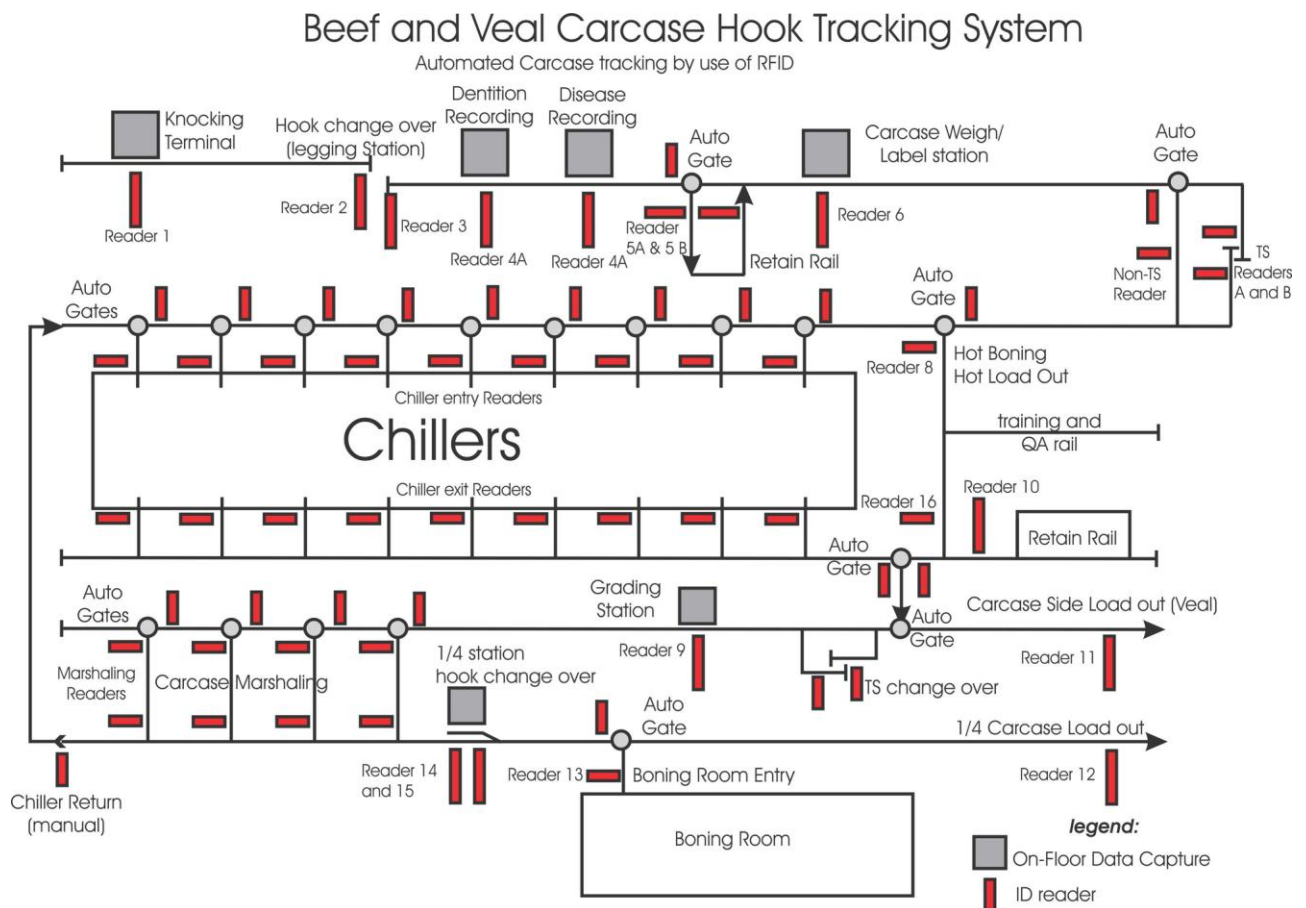 Beef and Veal Carcase Hook Tracking System
Automated Carcase tracking by use of RFID
Knocking
Terminal
Hook change over
(legging Station)
Dentition
Recording
Disease
Recording
Auto
Gate
Carcase Weigh/
Label station
Auto
Gate
Reader 1
Reader 2
Reader 3
Reader 4A
Reader 4A
Reader
5A & 5 B
Retain Rail
Reader 6
Non-TS
Reader
TS
Readers
A and B
Auto
Gates
Auto
Gate
Reader 8
Hot Boning
Hot Load Out
Chiller entry Readers
Chillers
Chiller exit Readers
training and
QA rail
Reader 16
Reader 10
Retain Rail
Auto
Gate
Auto
Gates
Grading
Station
Carcase Side Load out (Veal)
Auto
Gate
Marshaling
Readers
Carcase Marshaling
1/4 station
hook change over
Reader 9
TS change over
Reader 11
Auto
Gate
1/4 Carcase Load out
Chiller Return
(manual)
Reader 14
and 15
Reader 13
Boning Room Entry
Reader 12
Boning Room
legend:
On-Floor Data Capture
ID reader